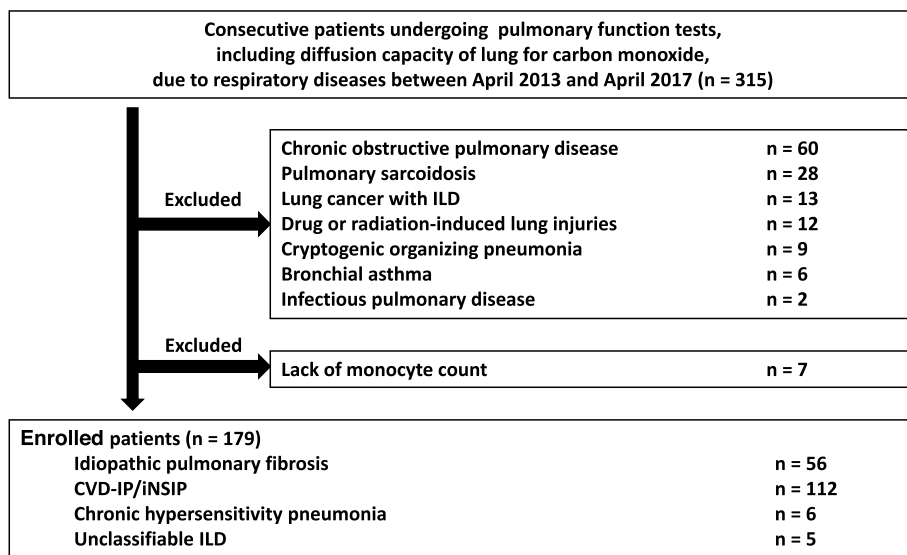 Consecutive patients undergoing pulmonary function tests,
including diffusion capacity of lung for carbon monoxide,
due to respiratory diseases between April 2013 and April 2017 (n = 315)
Excluded
Chronic obstructive pulmonary disease n = 60
Pulmonary sarcoidosis n = 28
Lung cancer with ILD n = 13
Drug or radiation-induced lung injuries n = 12
Cryptogenic organizing pneumonia n = 9
Bronchial asthma n = 6
Infectious pulmonary disease n = 2
Excluded
Lack of monocyte count n = 7
Enrolled patients (n = 179)
Idiopathic pulmonary fibrosis n = 56
CVD-IP/iNSIP n = 112
Chronic hypersensitivity pneumonia n = 6
Unclassifiable ILD n = 5